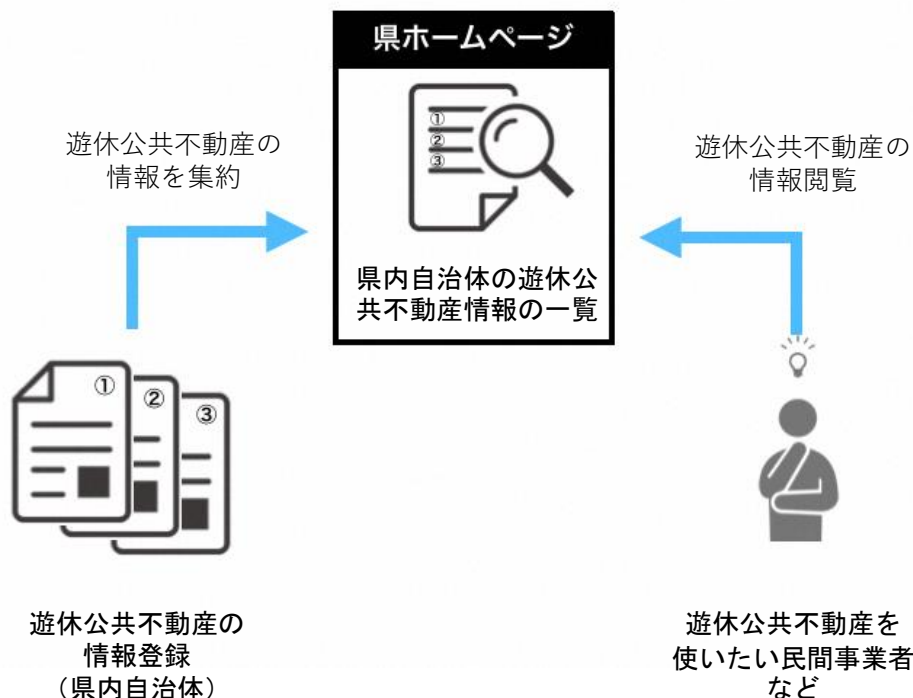 県ホームページ
①
②
③
県内自治体の遊休公
共不動産情報の一覧
遊休公共不動産の
情報を集約
遊休公共不動産の
情報閲覧
①
②
③
遊休公共不動産の
情報登録
(県内自治体)
遊休公共不動産を
使いたい民間事業者
など